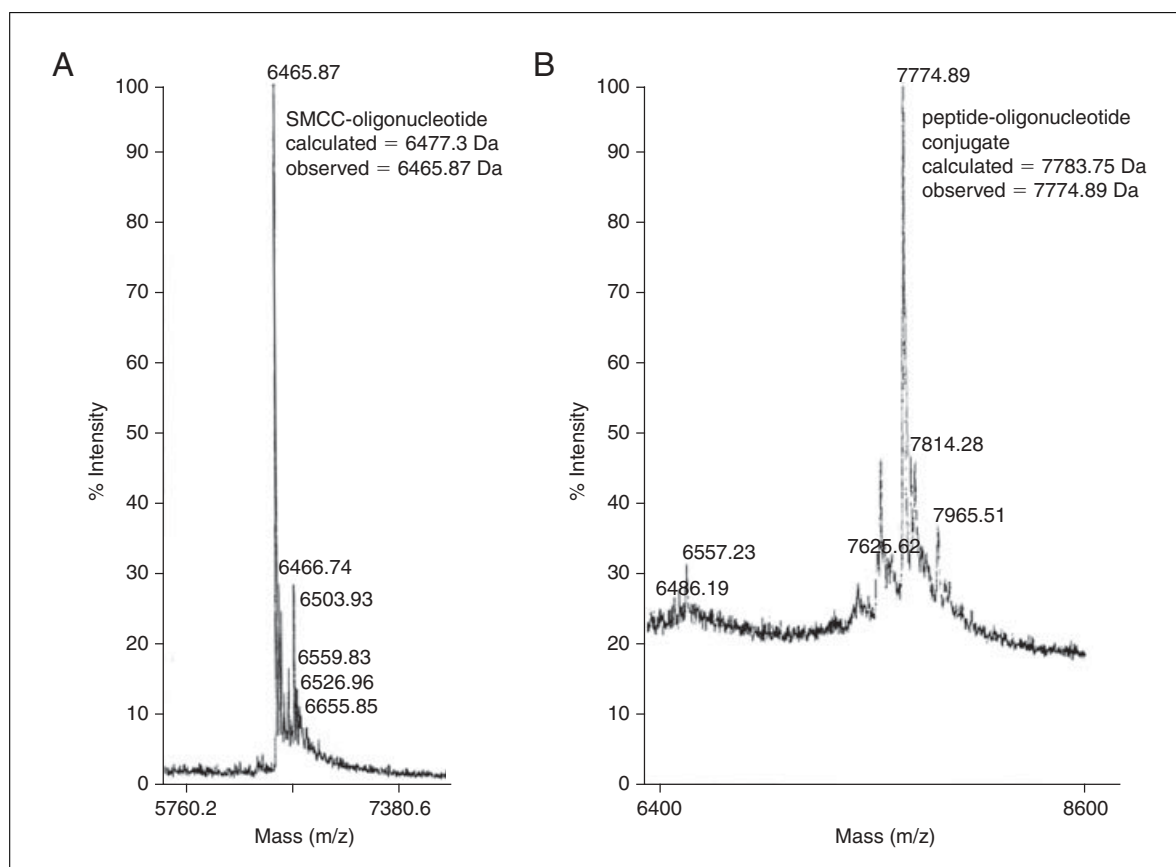 A
100
90
80
70
60
50
40
30
20
10
0
% Intensity
6465.87
SMCC-oligonucleotide
calculated = 6477.3 Da
observed = 6465.87 Da
6466.74
6503.93
6559.83
6526.96
6655.85
5760.2
7380.6
Mass (m/z)
B
100
90
80
70
60
50
40
30
20
10
0
% Intensity
7774.89
peptide-oligonucleotide
conjugate
calculated = 7783.75 Da
observed = 7774.89 Da
7814.28
7965.51
7625.62
6557.23
6486.19
6400
8600
Mass (m/z)